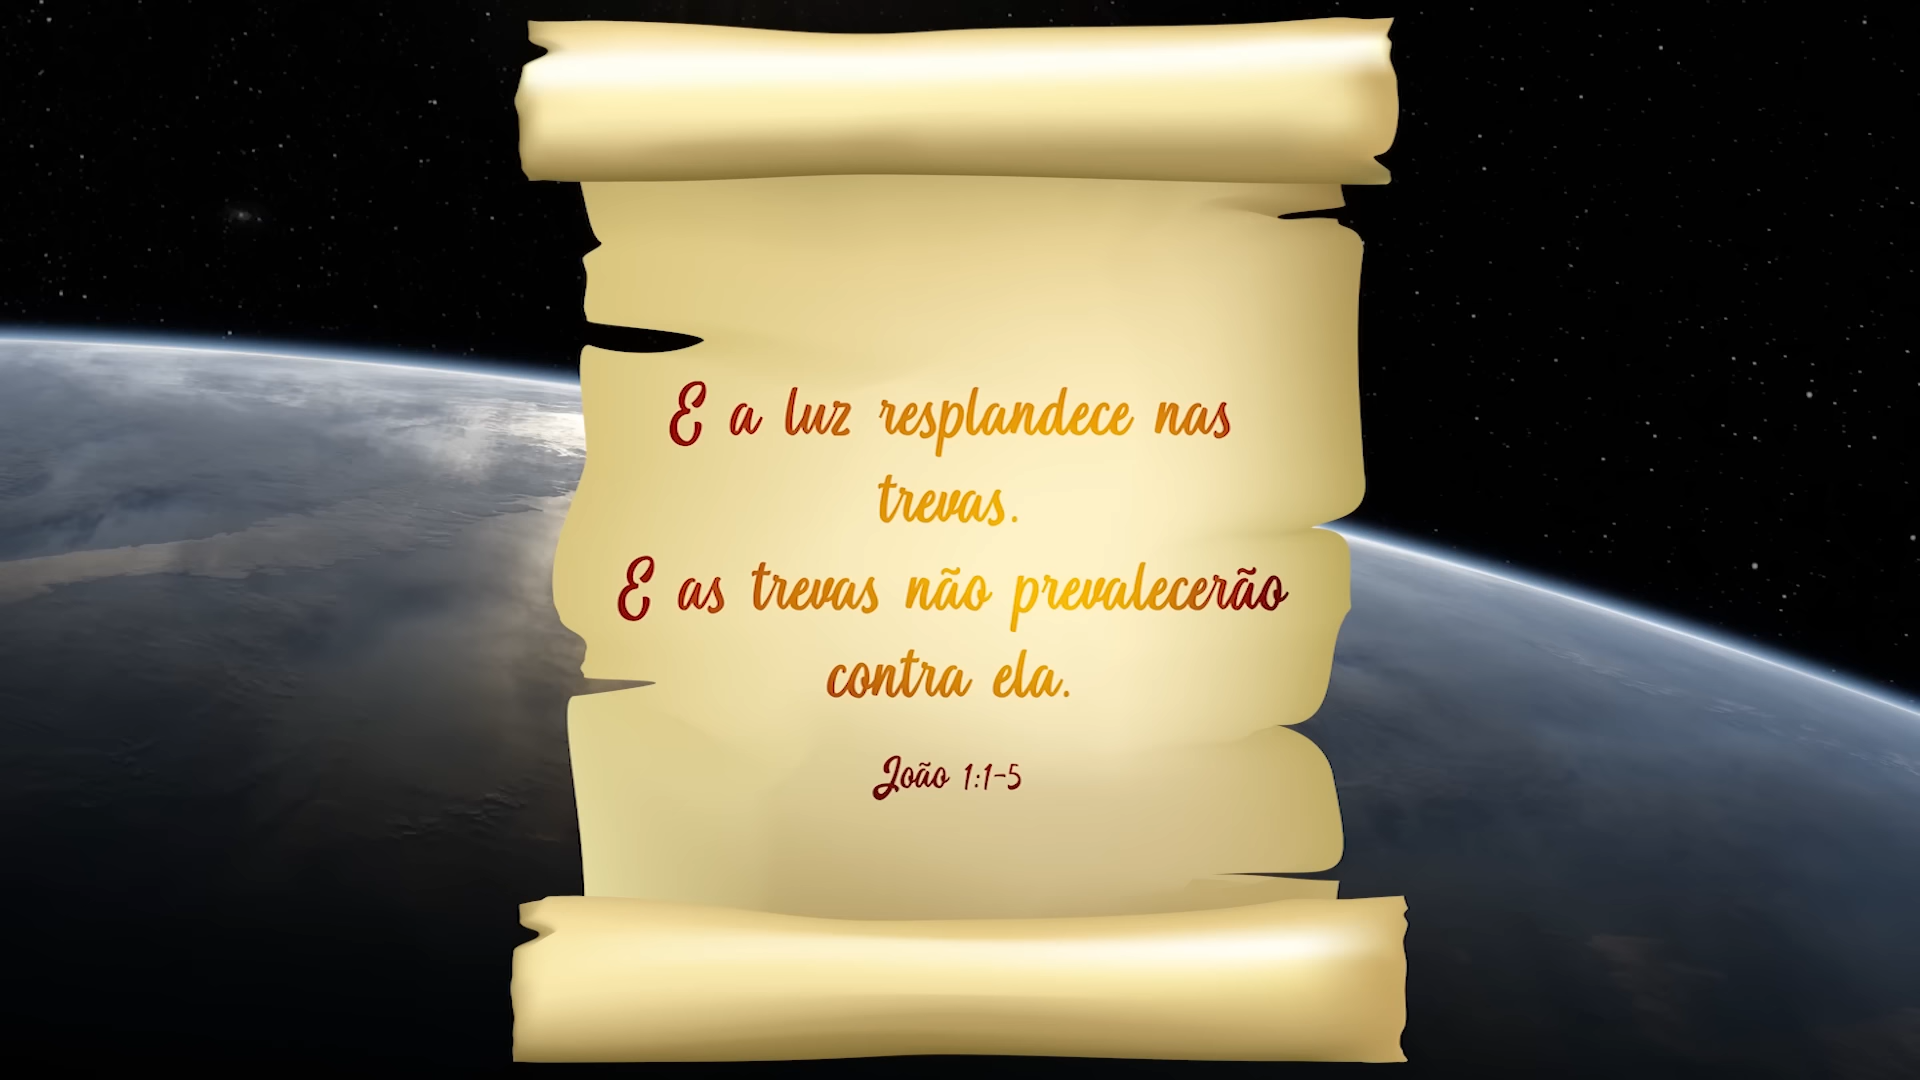 E a luz resplandece nas
trevas.
E as trevas não prevalecerão
contra ela.
João 1:1-5